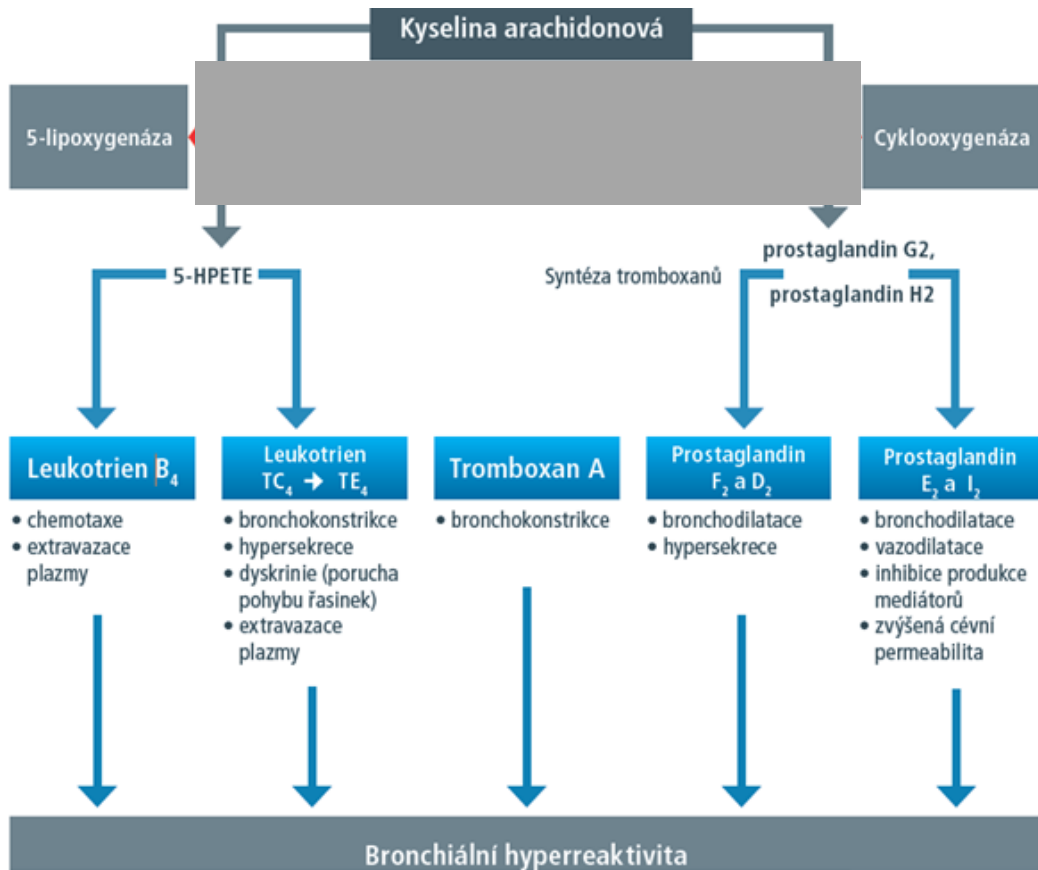 Kyselina arachidonová
5-lipoxygenáza
Cyklooxygenáza
5-HPETE
Syntéza tromboxanů
prostaglandin G2,
prostaglandin H2
Leukotrien B₄
• chemotaxe
• extravazace
plazmy
Leukotrien
TC₄ → TE₄
• bronchokonstrikce
• hypersekrece
• dyskrinie (porucha
pohybu řasinek)
• extravazace
plazmy
Tromboxan A
• bronchokonstrikce
Prostaglandin
F₂ a D₂
• bronchodilatace
• hypersekrece
Prostaglandin
E₂ a I₂
• bronchodilatace
• vazodilatace
• inhibice produkce
mediátorů
• zvýšená cévní
permeabilita
Bronchiální hyperreaktivita